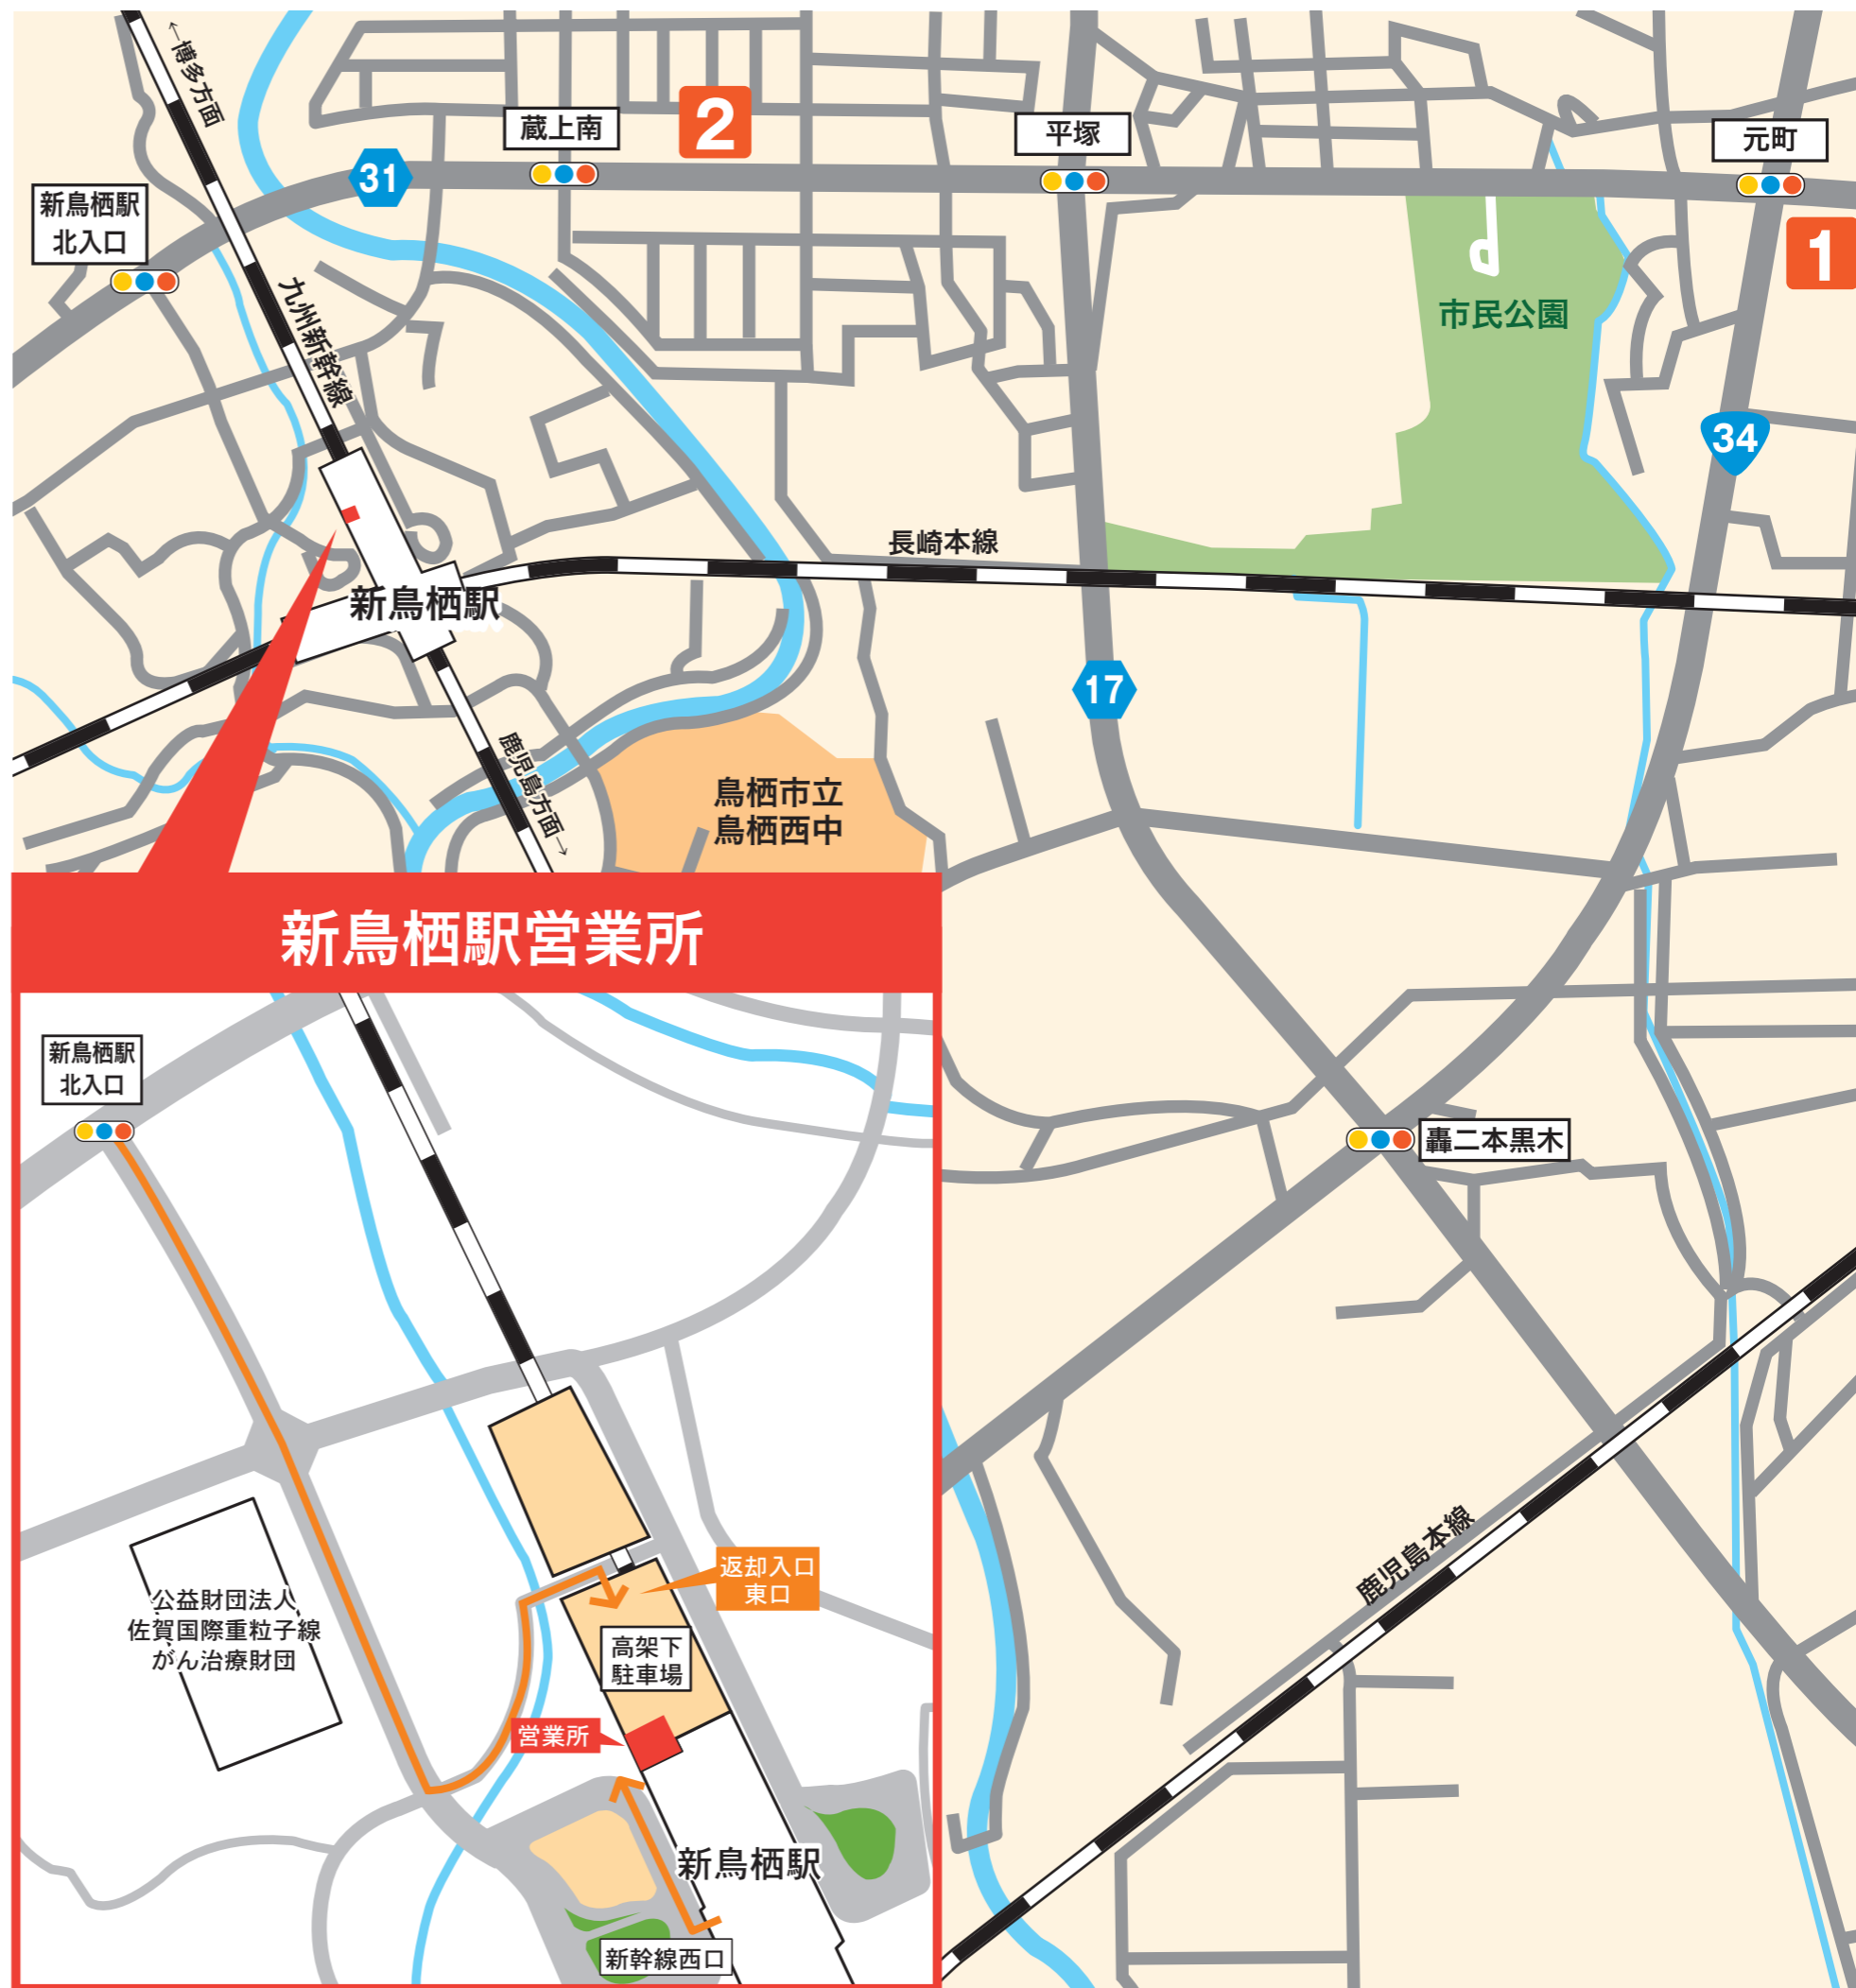 ←博多方面
蔵上南
2
平塚
元町
31
新鳥栖駅
北入口
1
九州新幹線
市民公園
34
長崎本線
新鳥栖駅
17
鹿児島方面→
鳥栖市立
鳥栖西中
新鳥栖駅営業所
新鳥栖駅
北入口
轟二本黒木
鹿児島本線
返却入口
東口
公益財団法人
佐賀国際重粒子線
がん治療財団
高架下
駐車場
営業所
新鳥栖駅
新幹線西口